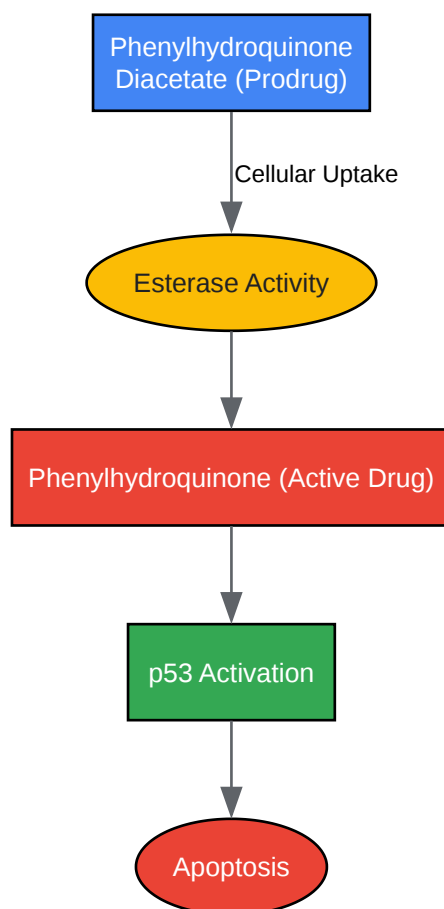 Phenylhydroquinone
Diacetate (Prodrug)
Cellular Uptake
Esterase Activity
Phenylhydroquinone (Active Drug)
p53 Activation
Apoptosis